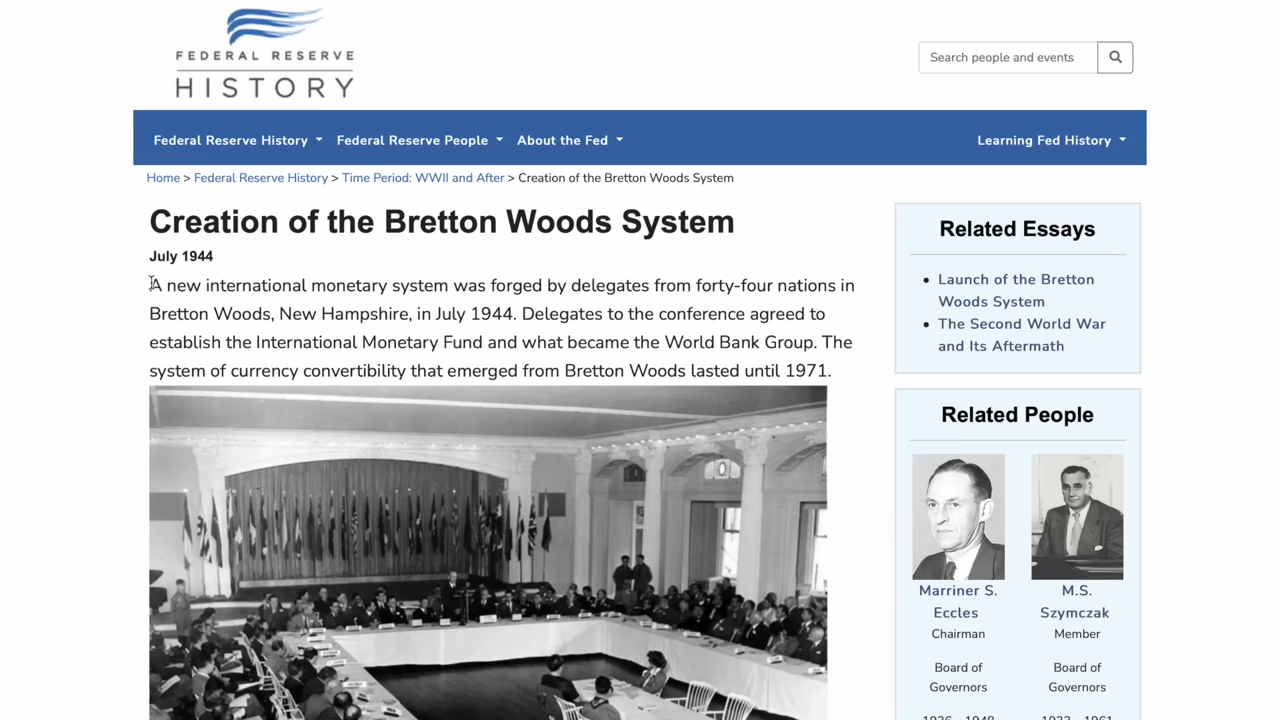 FEDERAL RESERVE
HISTORY
Search people and events
Federal Reserve History
Federal Reserve People
About the Fed
Learning Fed History
Home > Federal Reserve History > Time Period: WWII and After > Creation of the Bretton Woods System
Creation of the Bretton Woods System
July 1944
A new international monetary system was forged by delegates from forty-four nations in
Bretton Woods, New Hampshire, in July 1944. Delegates to the conference agreed to
establish the International Monetary Fund and what became the World Bank Group. The
system of currency convertibility that emerged from Bretton Woods lasted until 1971.
Related Essays
Launch of the Bretton
Woods System
The Second World War
and Its Aftermath
Related People
Marriner S.
Eccles
Chairman
Board of
Governors
1936 - 1948
M.S.
Szymczak
Member
Board of
Governors
1933 - 1961